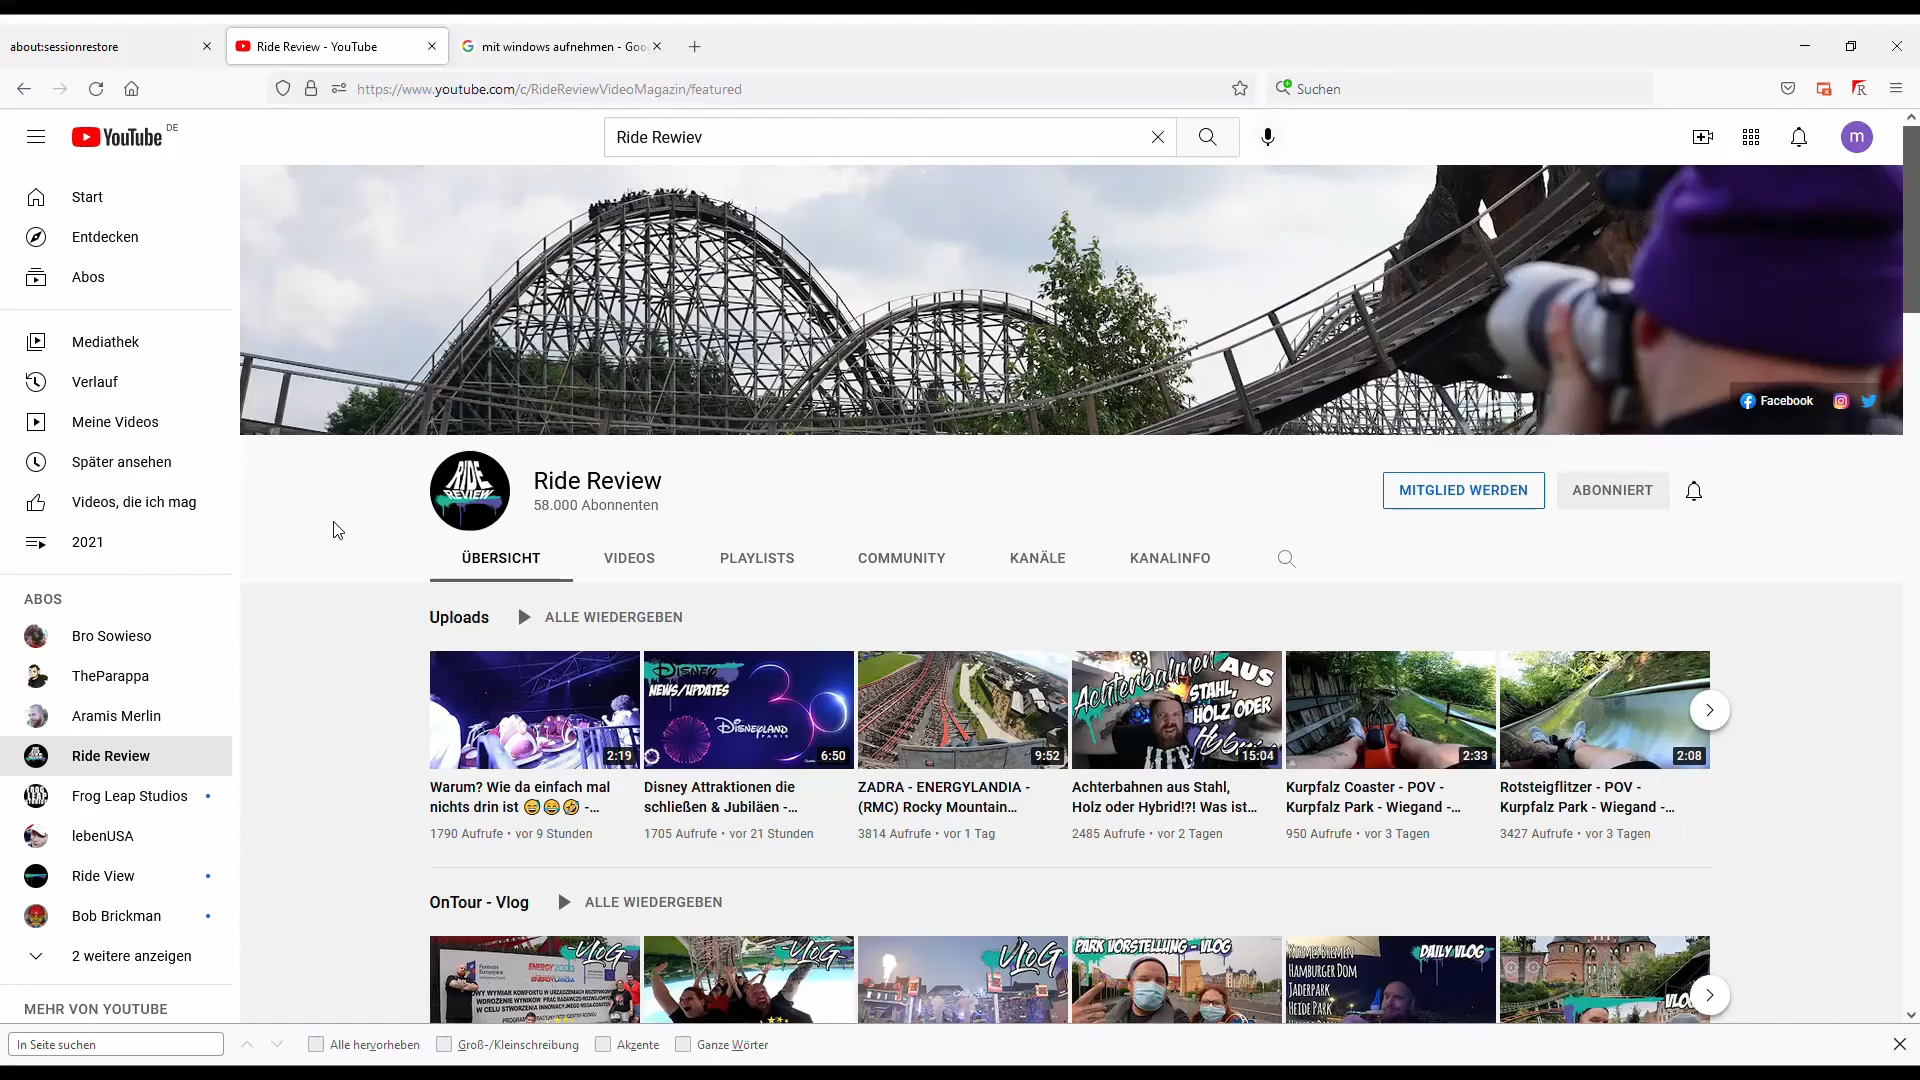 about:sessionrestore
Ride Review - YouTube
mit windows aufnehmen - Goo
https://www.youtube.com/c/RideReviewVideoMagazin/featured
Suchen
YouTube DE
Ride Rewiev
m
Start
Entdecken
Abos
Mediathek
Verlauf
Meine Videos
Später ansehen
Videos, die ich mag
2021
ABOS
Bro Sowieso
TheParappa
Aramis Merlin
Ride Review
Frog Leap Studios
lebenUSA
Ride View
Bob Brickman
2 weitere anzeigen
MEHR VON YOUTUBE
Facebook
RIDE
REVIEW
Ride Review
58.000 Abonnenten
MITGLIED WERDEN
ABONNIERT
ÜBERSICHT
VIDEOS
PLAYLISTS
COMMUNITY
KANÄLE
KANALINFO
Uploads
ALLE WIEDERGEBEN
2:19
Warum? Wie da einfach mal
nichts drin ist 😅😂🤣 -...
1790 Aufrufe • vor 9 Stunden
DISNEY
NEWS/UPDATES
DISNEYLAND
PARIS
6:50
Disney Attraktionen die
schließen & Jubiläen -...
1705 Aufrufe • vor 21 Stunden
9:52
ZADRA - ENERGYLANDIA -
(RMC) Rocky Mountain...
3814 Aufrufe • vor 1 Tag
Achterbahnen AUS
STAHL,
HOLZ ODER
Hybrid
15:04
Achterbahnen aus Stahl,
Holz oder Hybrid!?! Was ist...
2485 Aufrufe • vor 2 Tagen
2:33
Kurpfalz Coaster - POV -
Kurpfalz Park - Wiegand -...
950 Aufrufe • vor 3 Tagen
2:08
Rotsteigflitzer - POV -
Kurpfalz Park - Wiegand -...
3427 Aufrufe • vor 3 Tagen
OnTour - Vlog
ALLE WIEDERGEBEN
-VLOG-
-VLOG-
VLOG
PARK VORSTELLUNG - VLOG
KIRMES BREMEN
HAMBURGER DOM
JADERPARK
HEIDE PARK
DAILY VLOG
In Seite suchen
Alle hervorheben
Groß-/Kleinschreibung
Akzente
Ganze Wörter